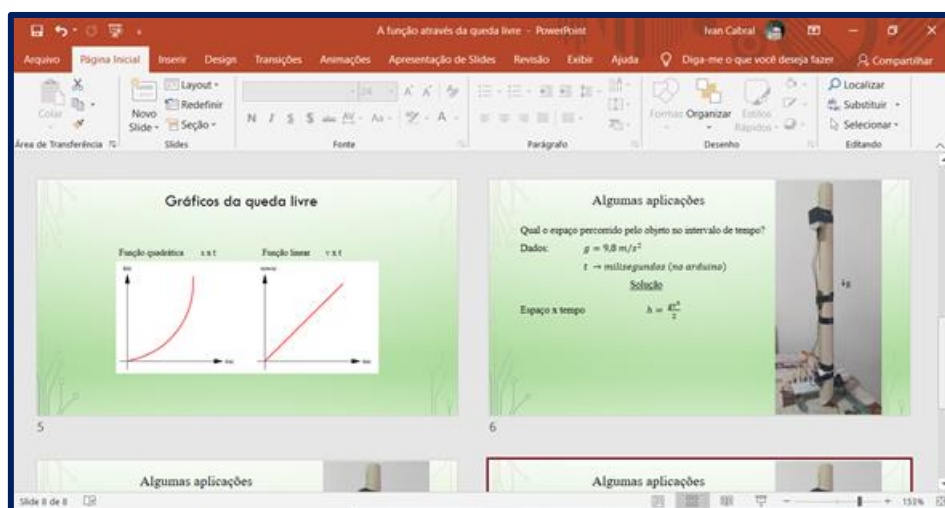 A função através da queda livre - PowerPoint
Ivan Cabral
Arquivo Página Inicial Inserir Design Transições Animações Apresentação de Slides Revisão Exibir Ajuda Diga-me o que você deseja fazer Compartilhar
Colar
Novo
Slide
Layout
Redefinir
Seção
24
N I S S
Formas Organizar Estilos
Rápidos
Localizar
Substituir
Selecionar
Área de Transferência Slides Fonte Parágrafo Desenho Editando
Gráficos da queda livre
Função quadrática s x t Função linear v x t
5
Algumas aplicações
Qual o espaço percorrido pelo objeto no intervalo de tempo?
Dados: g = 9,8 m/s²
t → milisegundos (no arduino)
Solução
Espaço x tempo h = gt²/2
↓g
6
Algumas aplicações
Algumas aplicações
Slide 8 de 8
153%